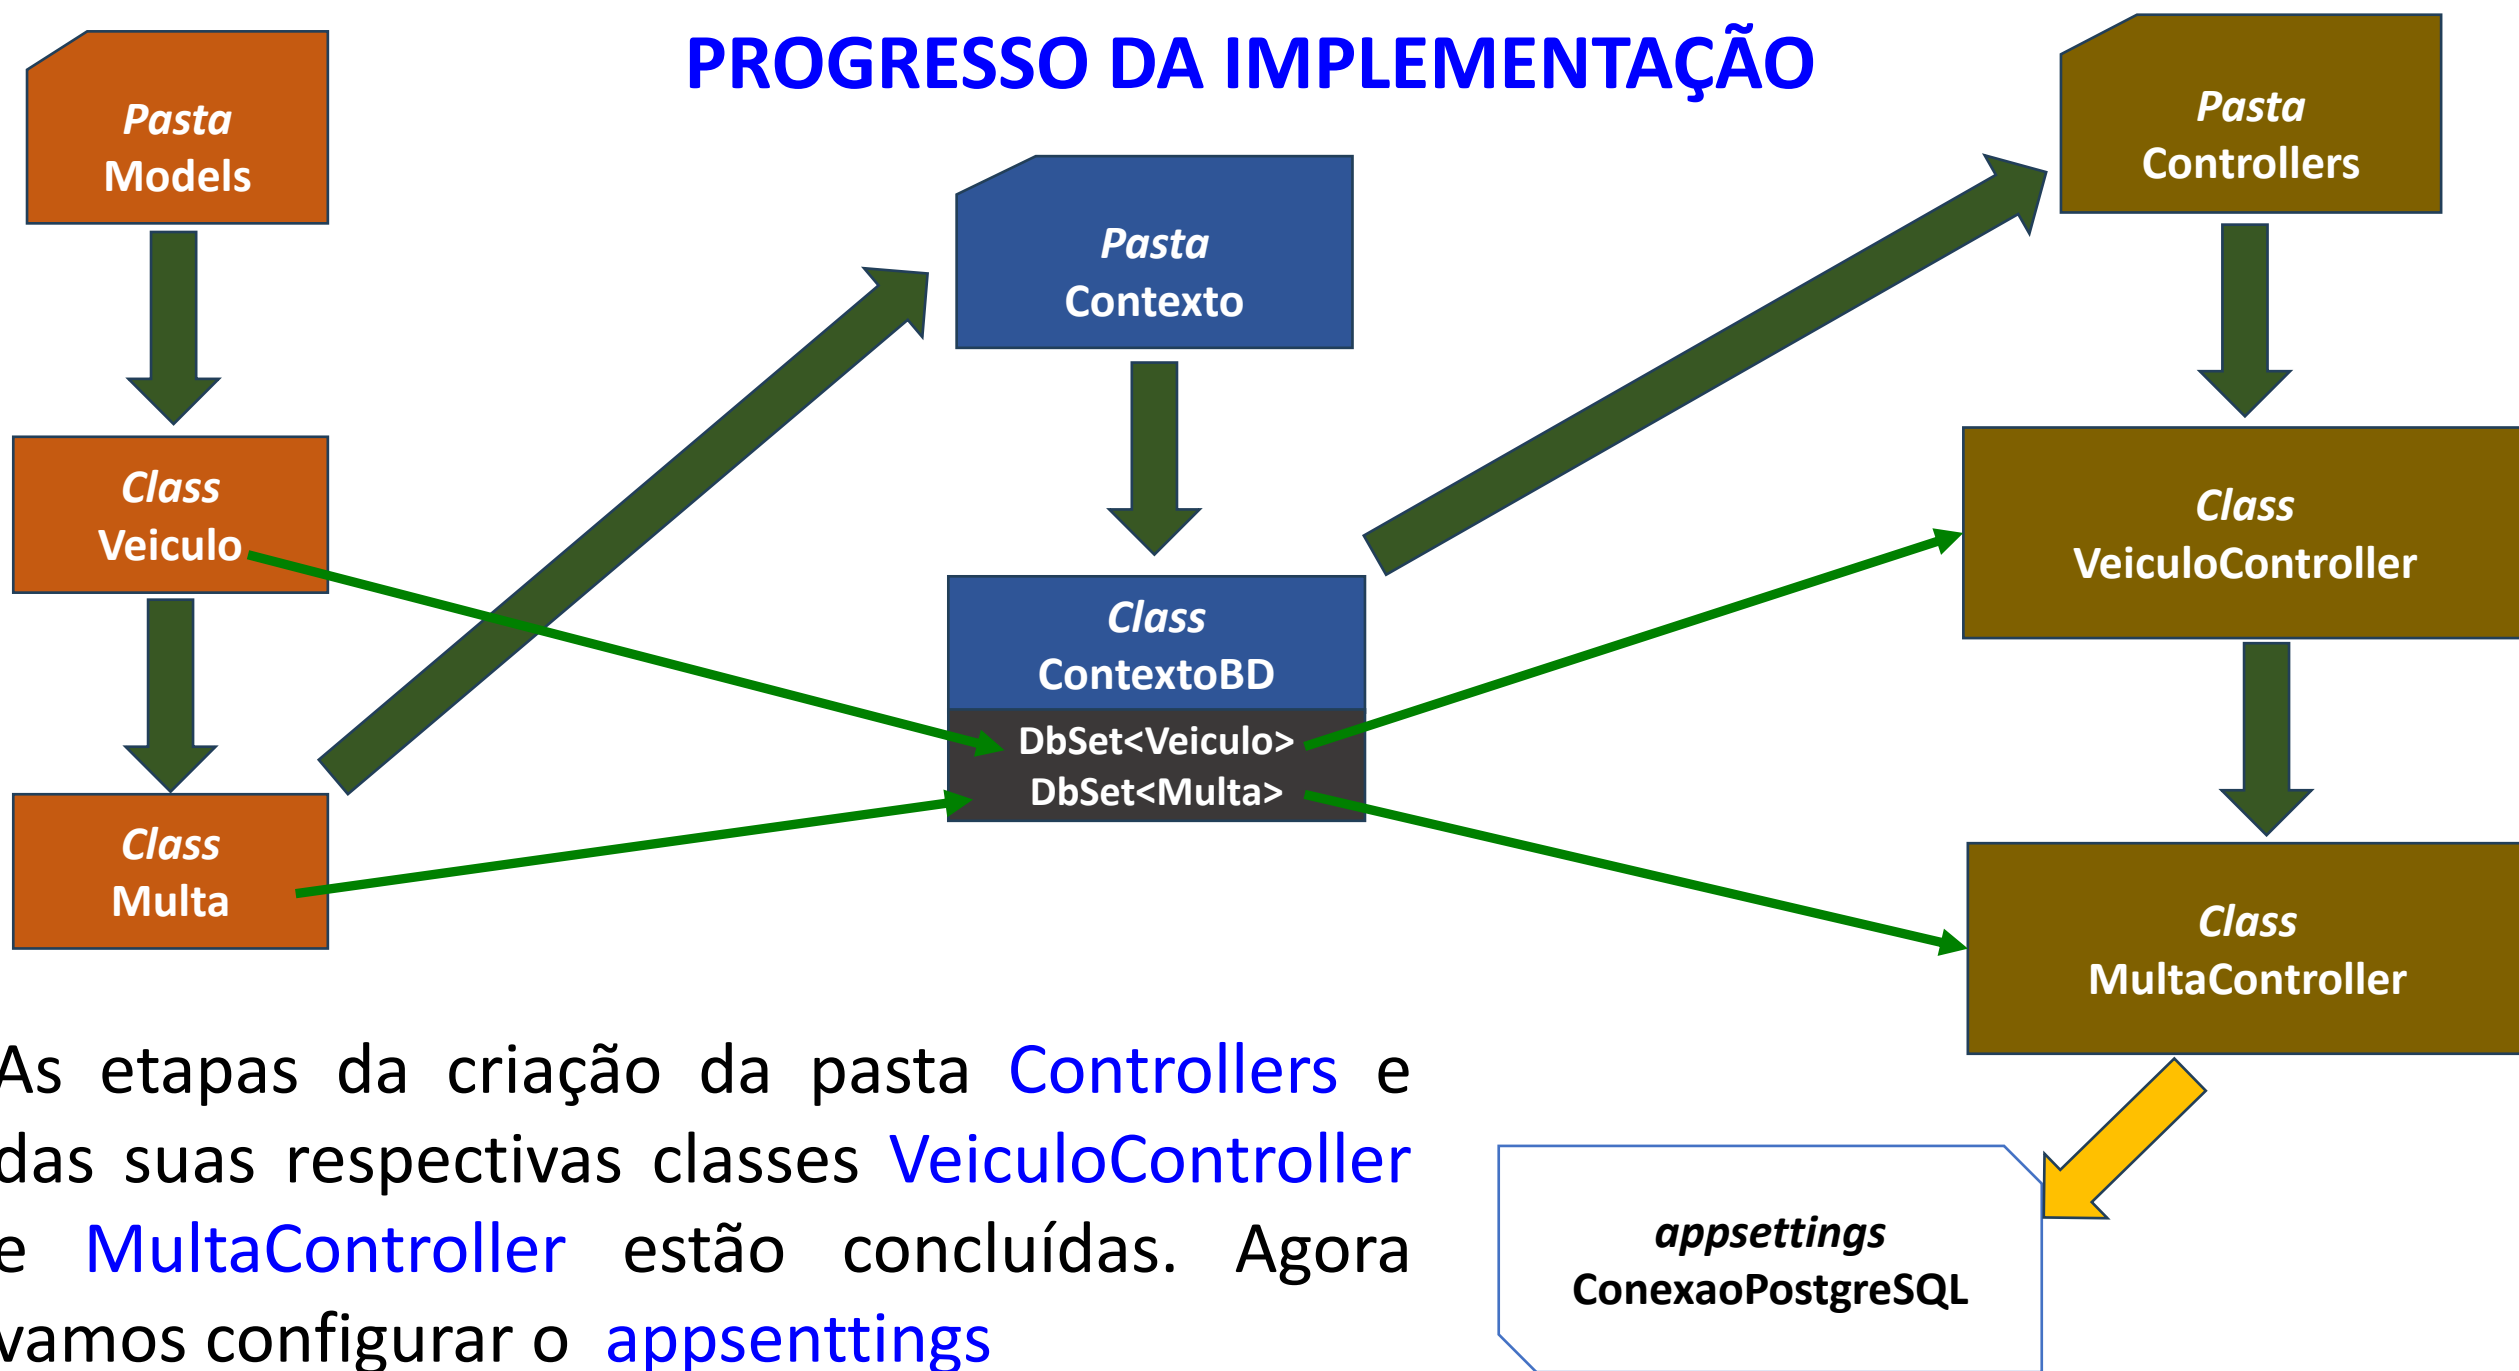 PROGRESSO DA IMPLEMENTAÇÃO
Pasta
Models
Class
Veiculo
Class
Multa
Pasta
Contexto
Class
ContextoBD
DbSet<Veiculo>
DbSet<Multa>
Pasta
Controllers
Class
VeiculoController
Class
MultaController
As etapas da criação da pasta Controllers e
das suas respectivas classes VeiculoController
e MultaController estão concluídas. Agora
vamos configurar o appsenttings
appsettings
ConexaoPostgreSQL